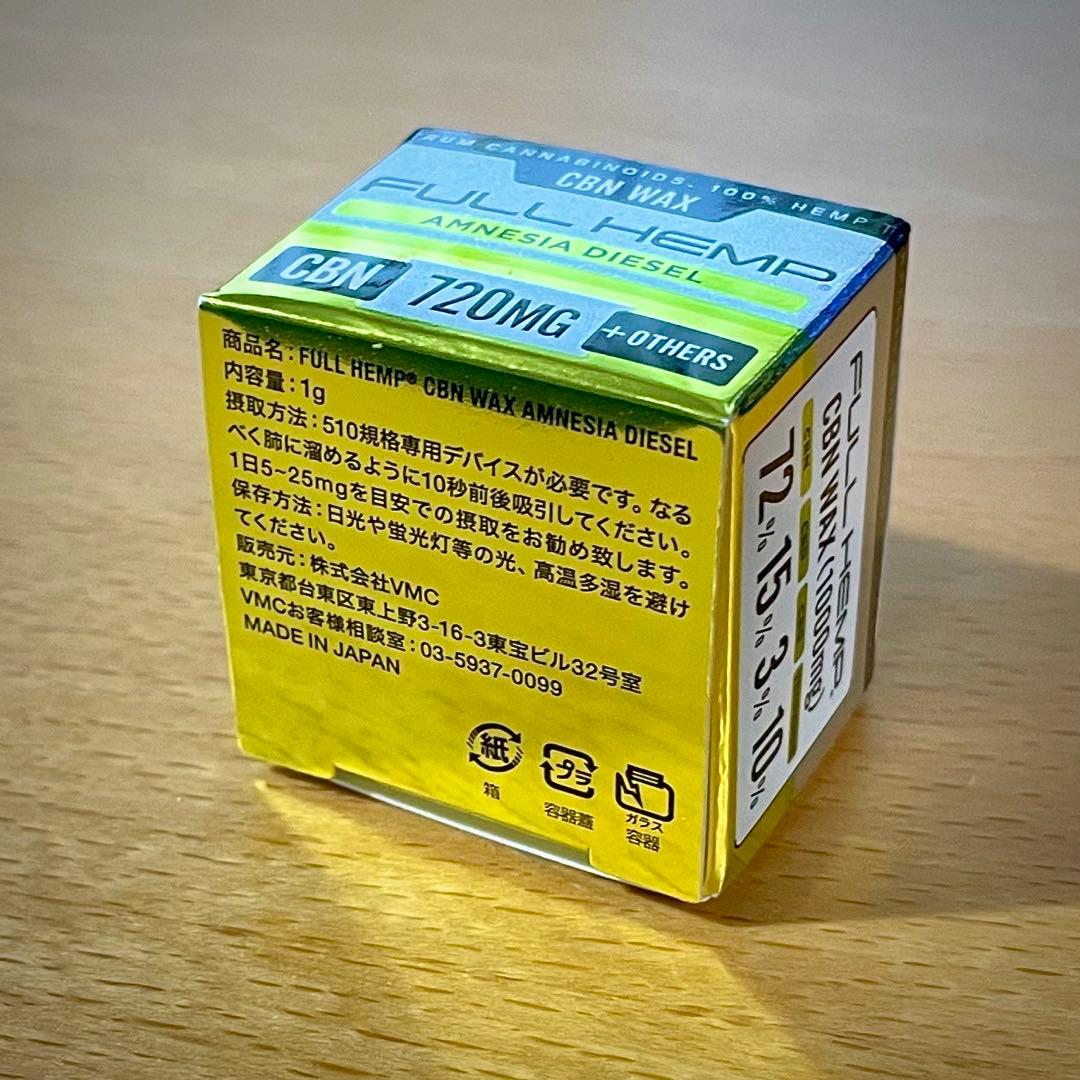 RUM CANNABINOIDS. 100% HEMP T
CBN WAX
FULL HEMP®
AMNESIA DIESEL
CBN 720MG +OTHERS
商品名:FULL HEMP® CBN WAX AMNESIA DIESEL
内容量:1g
摂取方法:510規格専用デバイスが必要です。なる
べく肺に溜めるように10秒前後吸引してください。
1日5~25mgを目安での摂取をお勧め致します。
保存方法:日光や蛍光灯等の光、高温多湿を避け
てください。
販売元:株式会社VMC
東京都台東区東上野3-16-3東宝ビル32号室
VMCお客様相談室:03-5937-0099
MADE IN JAPAN
紙
箱
プラ
容器蓋
ガラス
容器
FULL HEMP®
CBN WAX (1000mg)
72% 15% 3% 10%